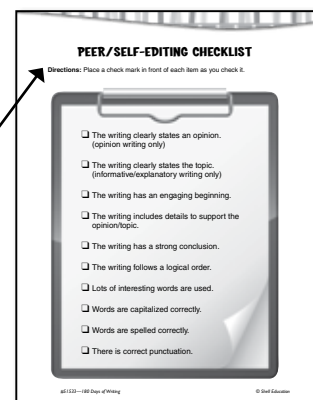 PEER/SELF-EDITING CHECKLIST
Directions: Place a check mark in front of each item as you check it.
The writing clearly states an opinion.
(opinion writing only)
The writing clearly states the topic.
(informative/explanatory writing only)
The writing has an engaging beginning.
The writing includes details to support the
opinion/topic.
The writing has a strong conclusion.
The writing follows a logical order.
Lots of interesting words are used.
Words are capitalized correctly.
Words are spelled correctly.
There is correct punctuation.
#51533—180 Days of Writing
© Shell Education